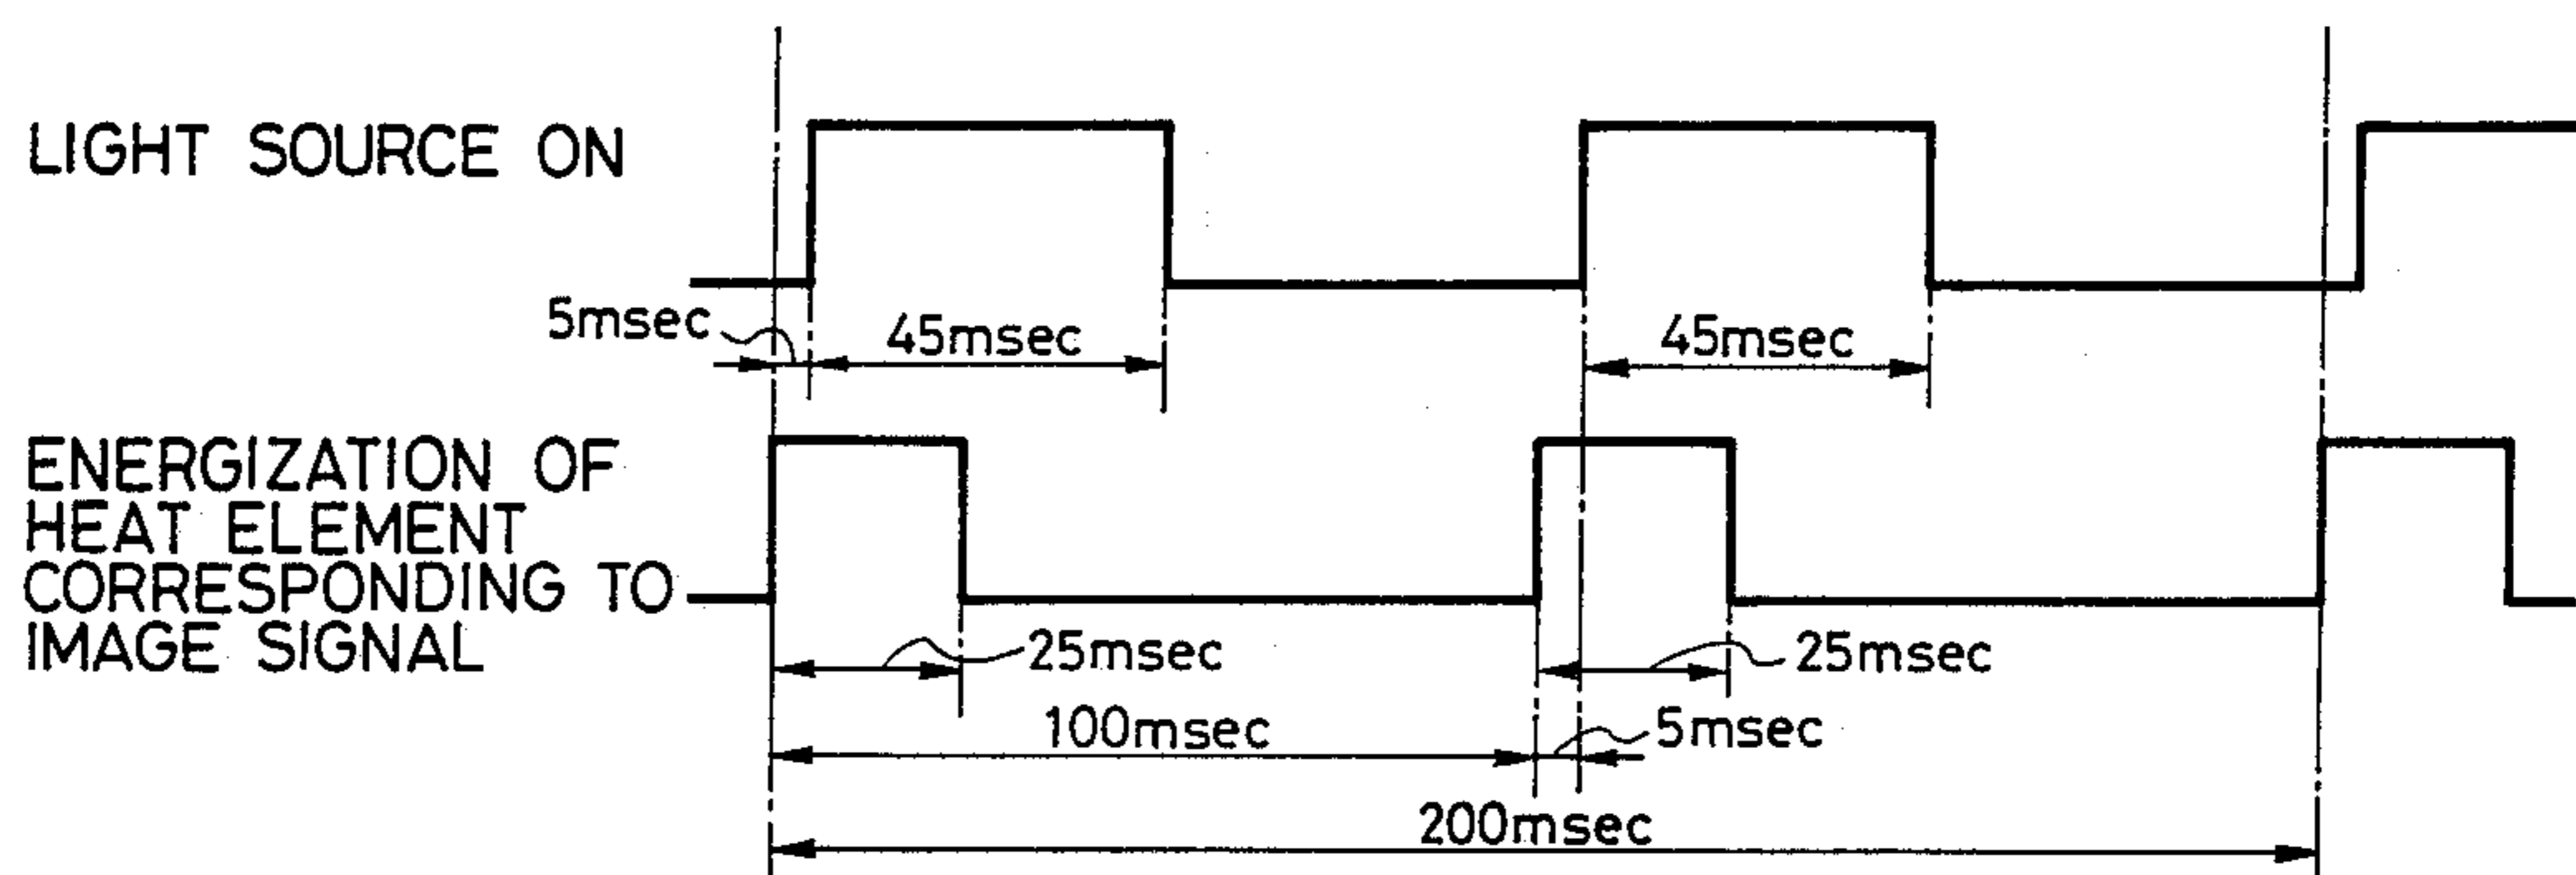 LIGHT SOURCE ON
5msec
45msec
45msec
ENERGIZATION OF
HEAT ELEMENT
CORRESPONDING TO
IMAGE SIGNAL
25msec
25msec
100msec
5msec
200msec